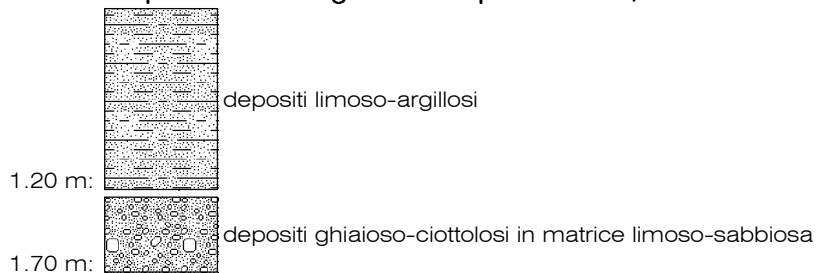 depositi limoso-argillosi
1.20 m:
depositi ghiaioso-ciottolosi in matrice limoso-sabbiosa
1.70 m: